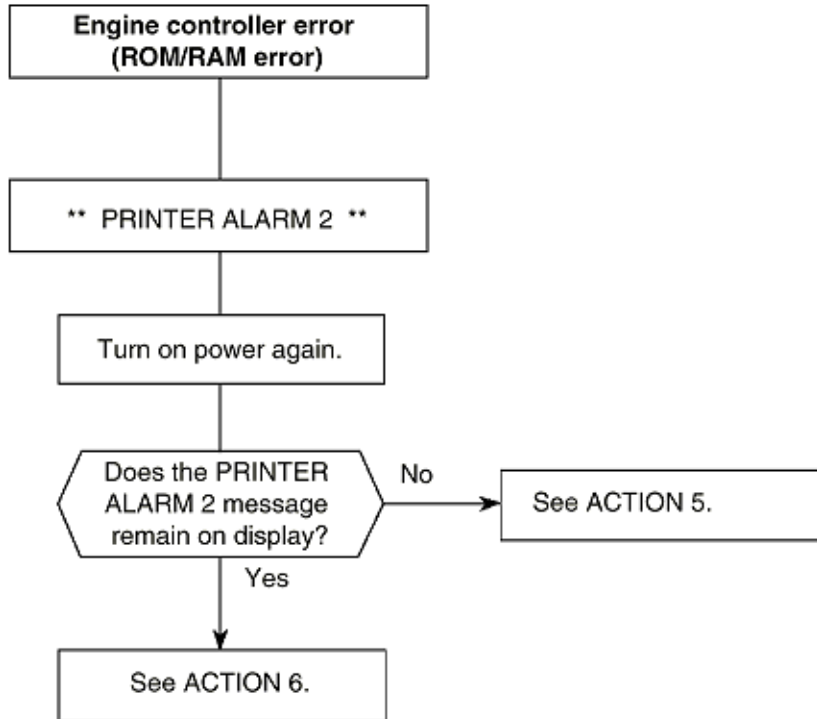 Engine controller error
(ROM/RAM error)
** PRINTER ALARM 2 **
Turn on power again.
Does the PRINTER
ALARM 2 message
remain on display?
No
See ACTION 5.
Yes
See ACTION 6.